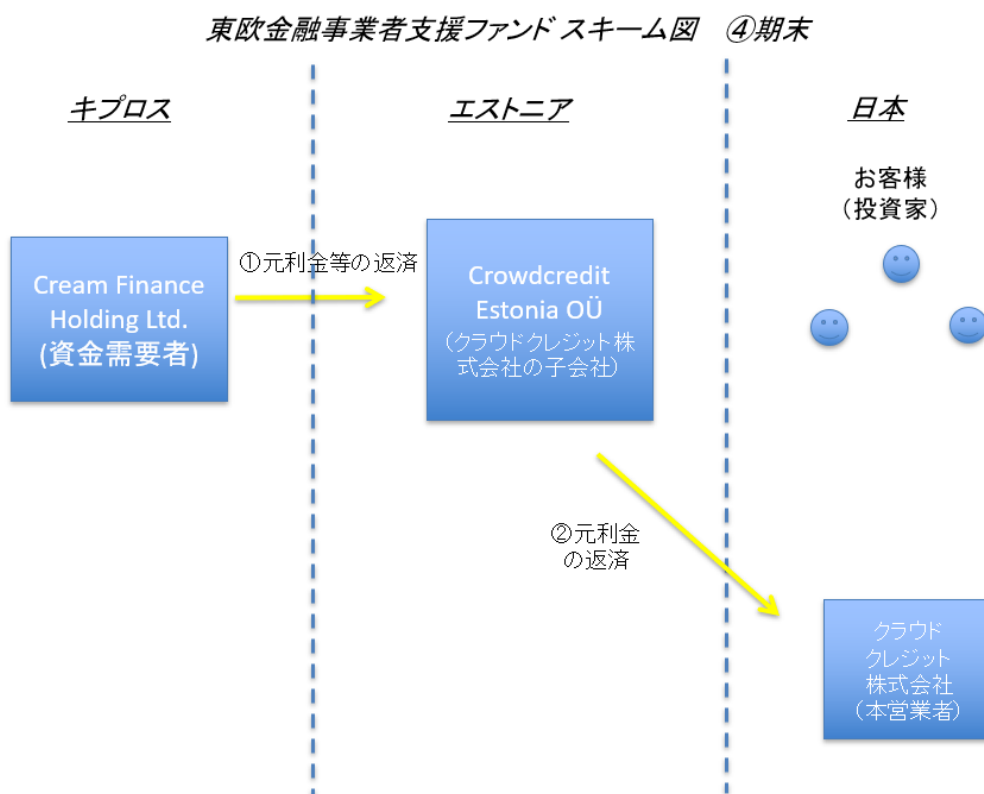 東欧金融事業者支援ファンド スキーム図　④期末
キプロス
エストニア
日本
お客様
（投資家）
Cream Finance
Holding Ltd.
(資金需要者)
①元利金等の返済
Crowdcredit
Estonia OÜ
（クラウドクレジット株
式会社の子会社）
②元利金
の返済
クラウド
クレジット
株式会社
（本営業者）